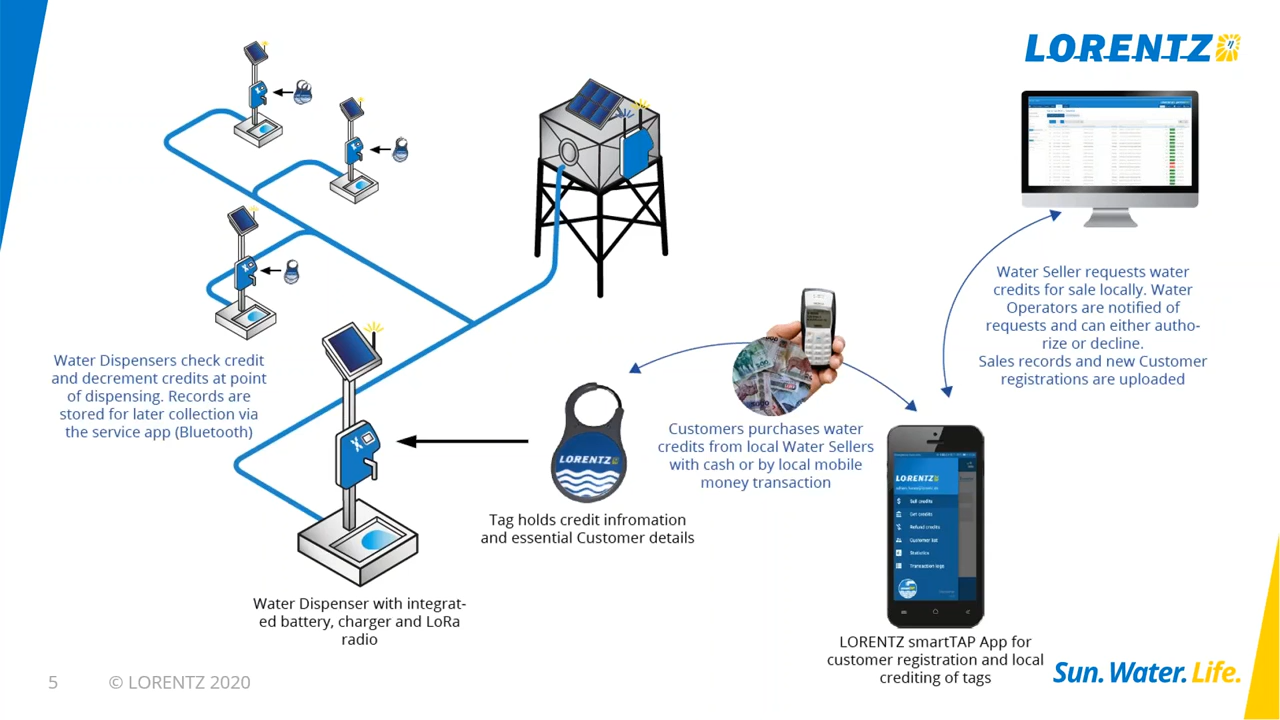 LORENTZ
Water Seller requests water
credits for sale locally. Water
Operators are notified of
requests and can either autho-
rize or decline.
Sales records and new Customer
registrations are uploaded
Water Dispensers check credit
and decrement credits at point
of dispensing. Records are
stored for later collection via
the service app (Bluetooth)
Customers purchases water
credits from local Water Sellers
with cash or by local mobile
money transaction
LORENTZ
Tag holds credit infromation
and essential Customer details
LORENTZ
Sell credits
Get credits
Refund credits
Customer list
Statistics
Transaction logs
Water Dispenser with integrat-
ed battery, charger and LoRa
radio
LORENTZ smartTAP App for
customer registration and local
crediting of tags
5 © LORENTZ 2020
Sun. Water. Life.